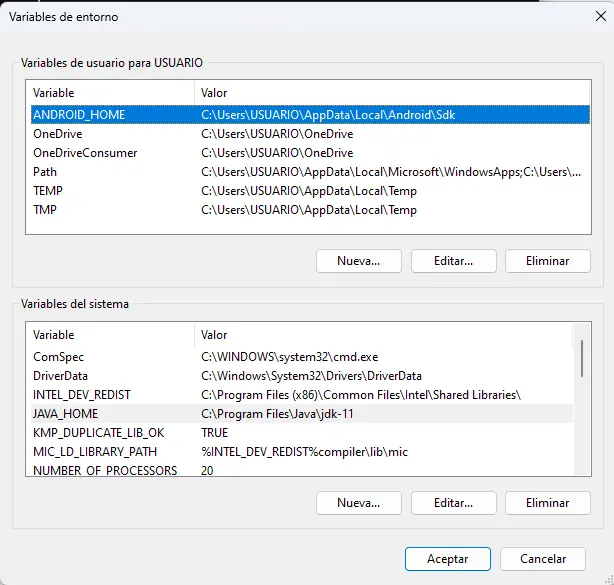 Variables de entorno
Variables de usuario para USUARIO
Variable Valor
ANDROID_HOME C:\Users\USUARIO\AppData\Local\Android\Sdk
OneDrive C:\Users\USUARIO\OneDrive
OneDriveConsumer C:\Users\USUARIO\OneDrive
Path C:\Users\USUARIO\AppData\Local\Microsoft\WindowsApps;C:\Users\...
TEMP C:\Users\USUARIO\AppData\Local\Temp
TMP C:\Users\USUARIO\AppData\Local\Temp
Nueva... Editar... Eliminar
Variables del sistema
Variable Valor
ComSpec C:\WINDOWS\system32\cmd.exe
DriverData C:\Windows\System32\Drivers\DriverData
INTEL_DEV_REDIST C:\Program Files (x86)\Common Files\Intel\Shared Libraries\
JAVA_HOME C:\Program Files\Java\jdk-11
KMP_DUPLICATE_LIB_OK TRUE
MIC_LD_LIBRARY_PATH %INTEL_DEV_REDIST%compiler\lib\mic
NUMBER_OF_PROCESSORS 20
Nueva... Editar... Eliminar
Aceptar Cancelar